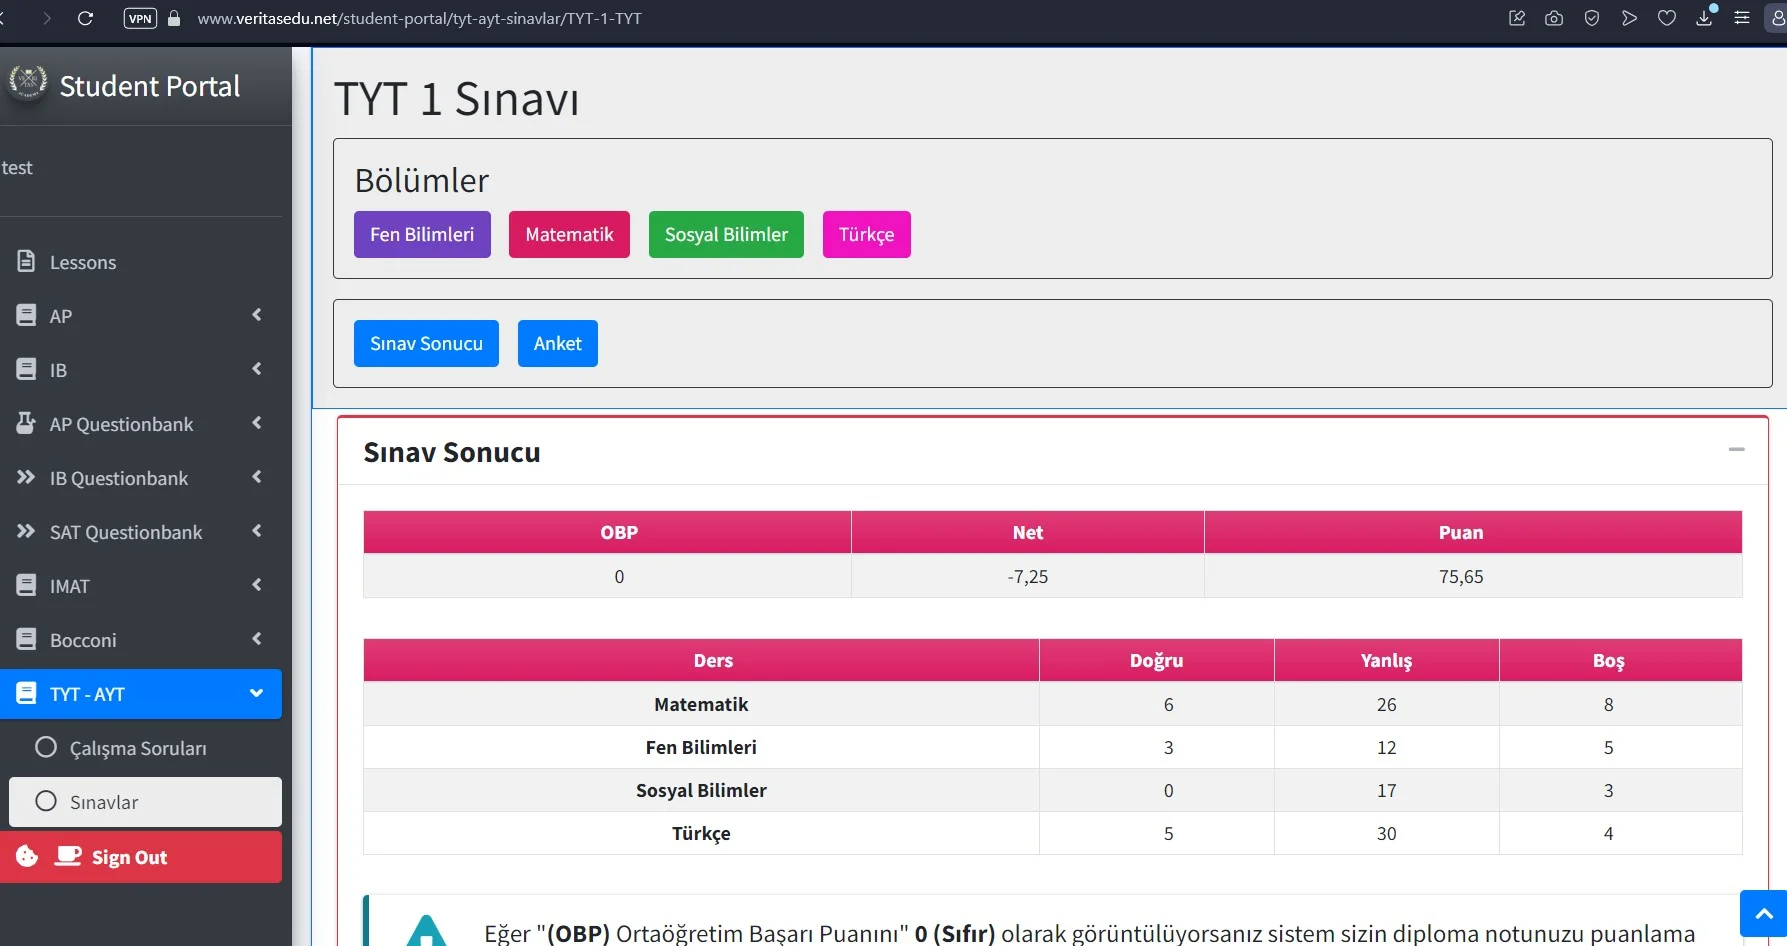 VPN www.veritasedu.net/student-portal/tyt-ayt-sinavlar/TYT-1-TYT
Student Portal
test
Lessons
AP
IB
AP Questionbank
IB Questionbank
SAT Questionbank
IMAT
Bocconi
TYT - AYT
Çalışma Soruları
Sınavlar
Sign Out
TYT 1 Sınavı
Bölümler
Fen Bilimleri Matematik Sosyal Bilimler Türkçe
Sınav Sonucu Anket
Sınav Sonucu
OBP Net Puan
0 -7,25 75,65
Ders Doğru Yanlış Boş
Matematik 6 26 8
Fen Bilimleri 3 12 5
Sosyal Bilimler 0 17 3
Türkçe 5 30 4
Eğer "(OBP) Ortaöğretim Başarı Puanını" 0 (Sıfır) olarak görüntülüyorsanız sistem sizin diploma notunuzu puanlama